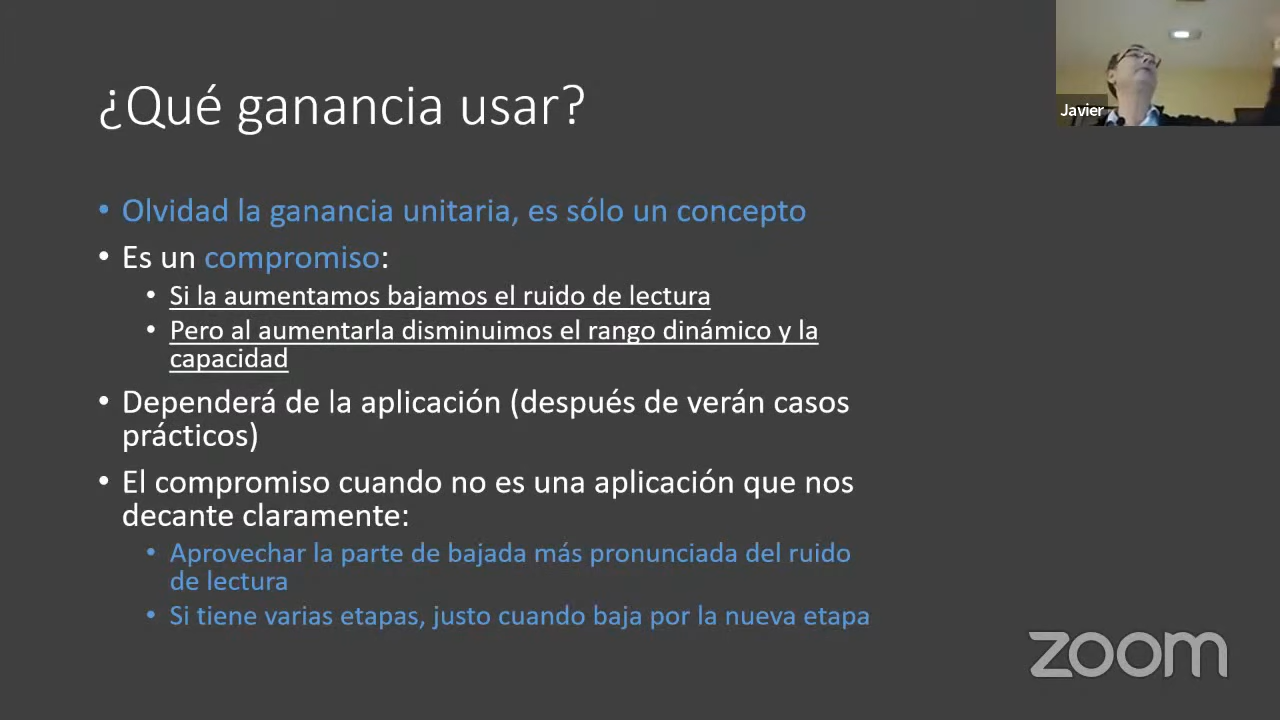 ¿Qué ganancia usar?
Javier
• Olvidad la ganancia unitaria, es sólo un concepto
• Es un compromiso:
• Si la aumentamos bajamos el ruido de lectura
• Pero al aumentarla disminuimos el rango dinámico y la
capacidad
• Dependerá de la aplicación (después de verán casos
prácticos)
• El compromiso cuando no es una aplicación que nos
decante claramente:
• Aprovechar la parte de bajada más pronunciada del ruido
de lectura
• Si tiene varias etapas, justo cuando baja por la nueva etapa
zoom